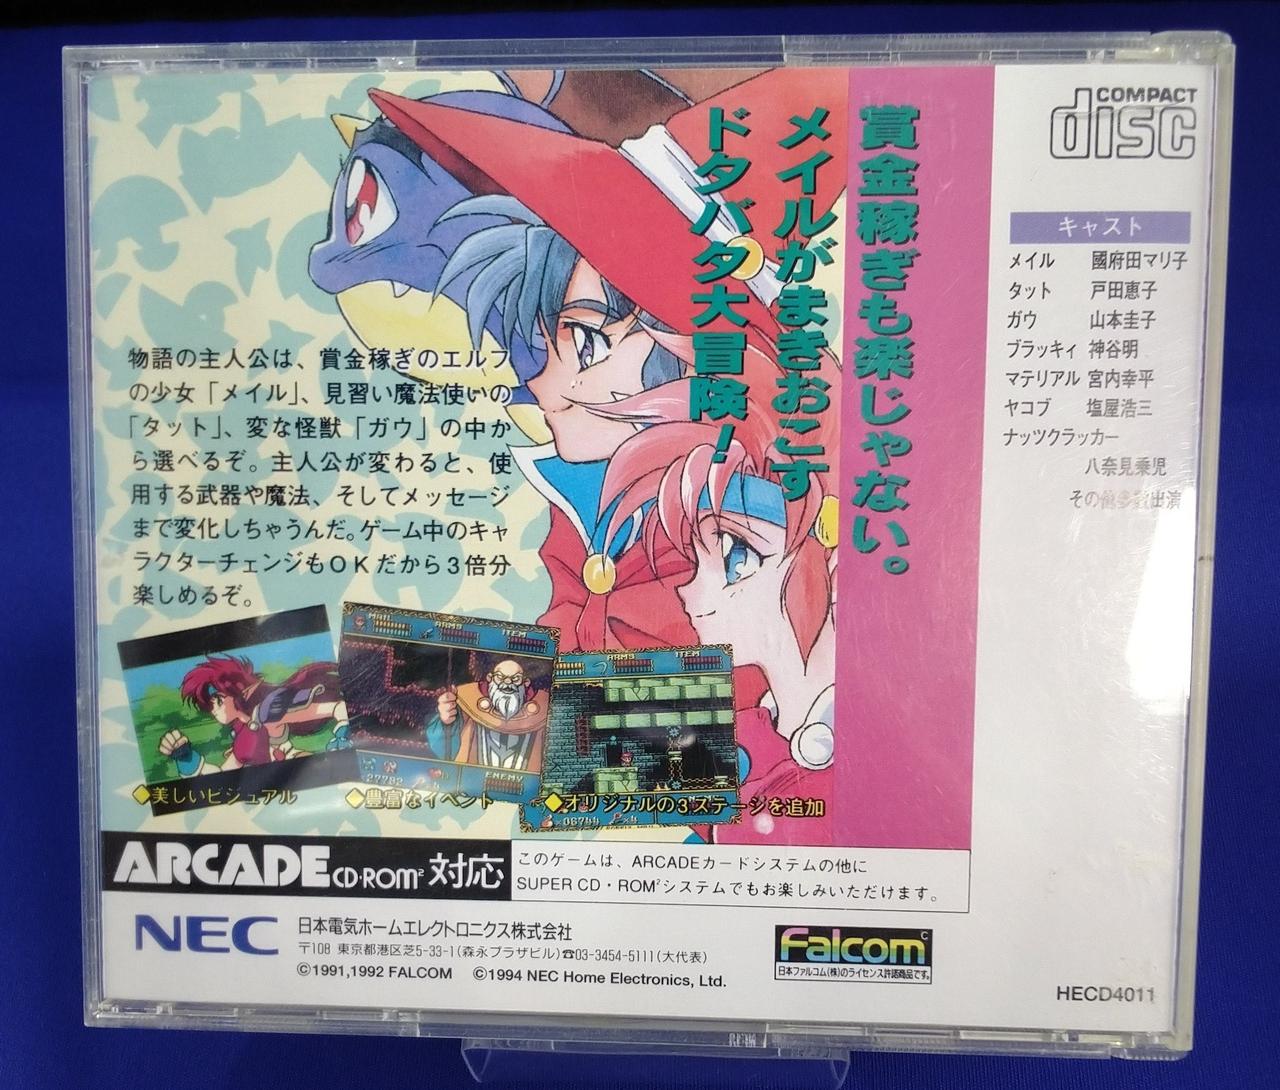 賞金稼ぎも楽じゃない。
メイルがまきおこす
ドタバタ大冒険!
COMPACT
disc
キャスト
メイル 國府田マリ子
タット 戸田恵子
ガウ 山本圭子
ブラッキィ 神谷明
マテリアル 宮内幸平
ヤコブ 塩屋浩三
ナッツクラッカー
八奈見乗児
その他多数出演
物語の主人公は、賞金稼ぎのエルフ
の少女「メイル」、見習い魔法使いの
「タット」、変な怪獣「ガウ」の中か
ら選べるぞ。主人公が変わると、使
用する武器や魔法、そしてメッセージ
まで変化しちゃうんだ。ゲーム中のキャ
ラクターチェンジもOKだから3倍分
楽しめるぞ。
MAIL ARMS ITEM
27782
ENEMY
ARMS ITEM
06744 ×4
◆美しいビジュアル
◆豊富なイベント
◆オリジナルの3ステージを追加
ARCADE CD-ROM² 対応
このゲームは、ARCADEカードシステムの他に
SUPER CD・ROM²システムでもお楽しみいただけます。
NEC
日本電気ホームエレクトロニクス株式会社
〒108 東京都港区芝5-33-1(森永プラザビル)☎03-3454-5111(大代表)
©1991,1992 FALCOM ©1994 NEC Home Electronics, Ltd.
Falcom
日本ファルコム(株)のライセンス許諾商品です。
HECD4011